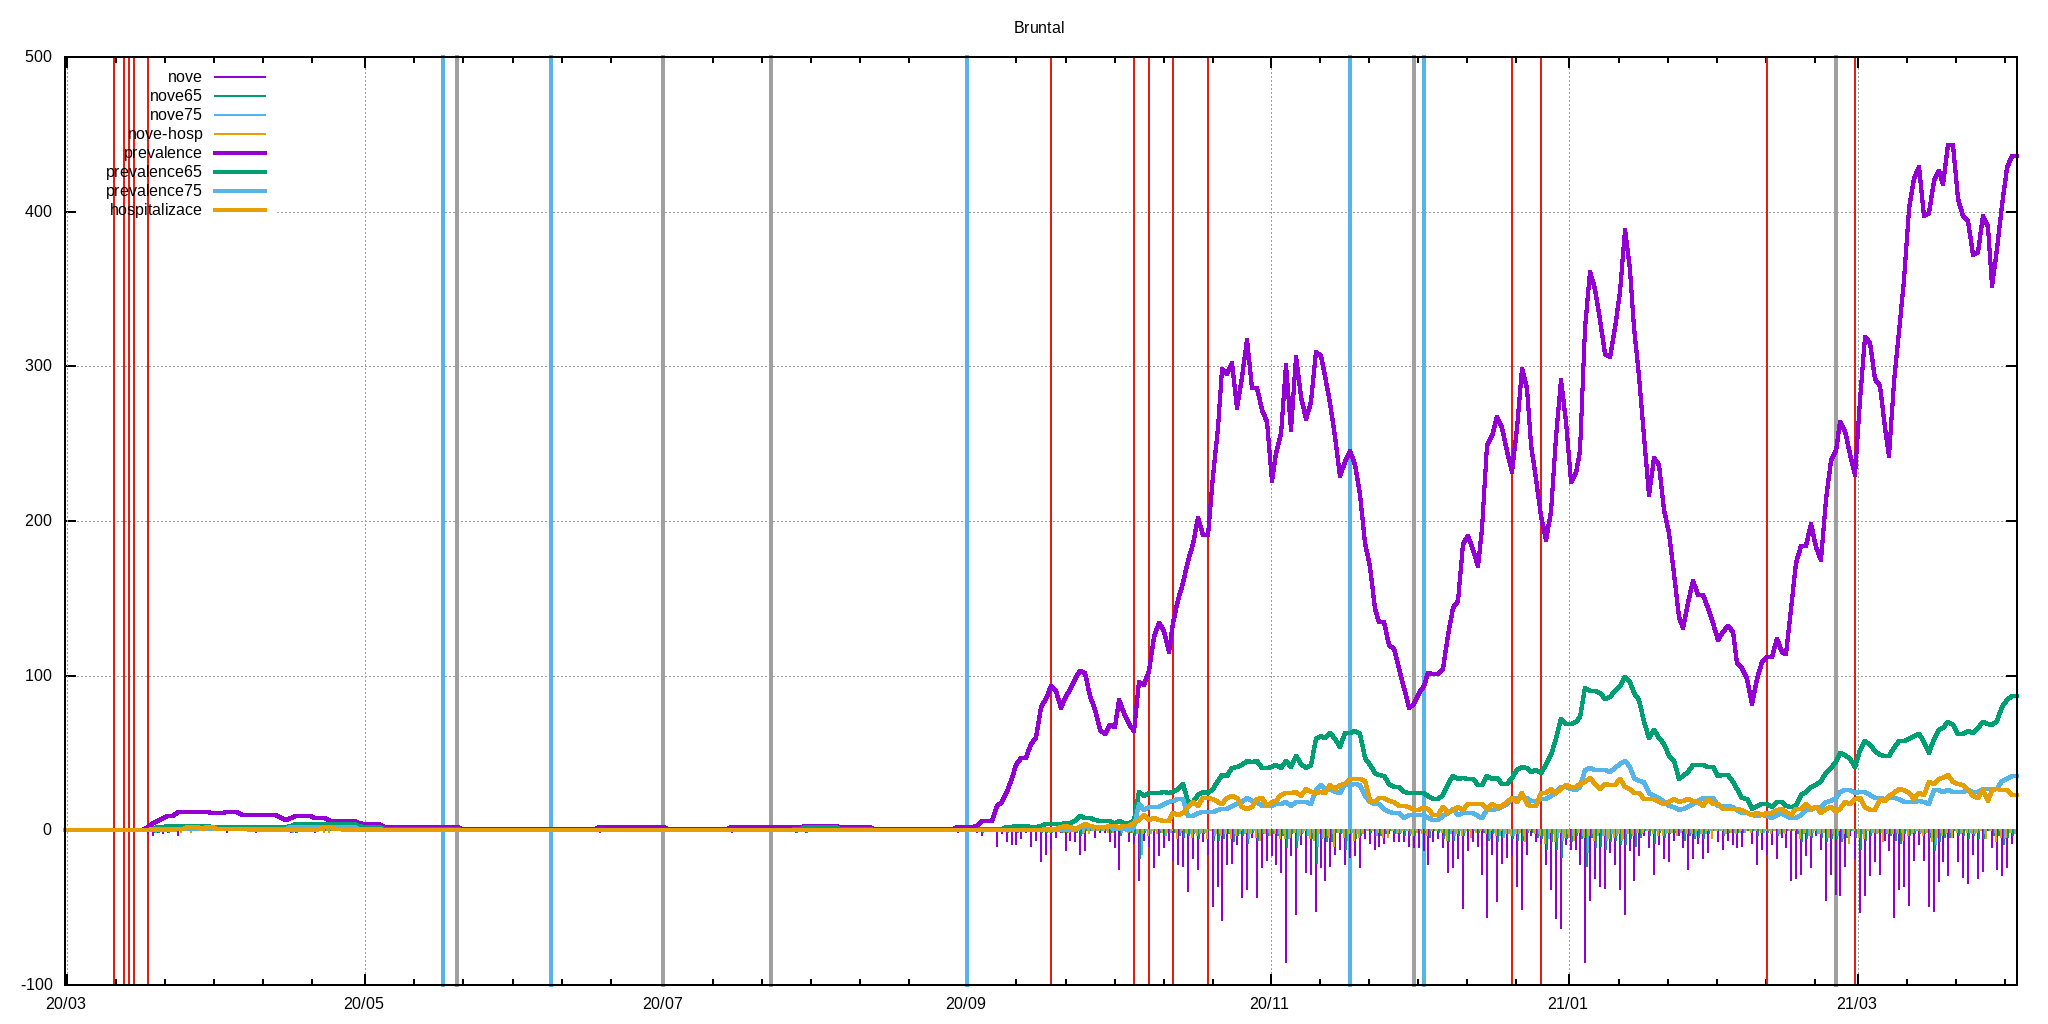 Bruntal
500
nove
nove65
nove75
nove-hosp
prevalence
prevalence65
prevalence75
hospitalizace
400
300
200
100
0
-100
20/03 20/05 20/07 20/09 20/11 21/01 21/03